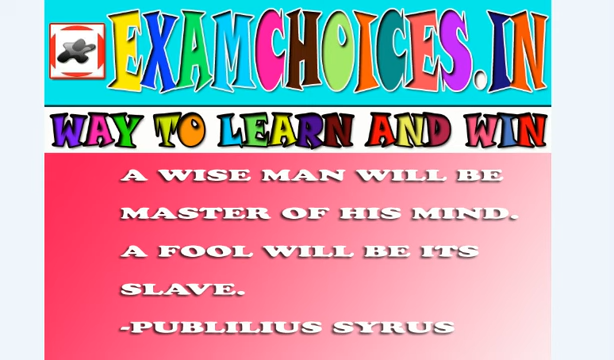 EXAMCHOICES.IN
WAY TO LEARN AND WIN
A WISE MAN WILL BE
MASTER OF HIS MIND.
A FOOL WILL BE ITS
SLAVE.
-PUBLILIUS SYRUS